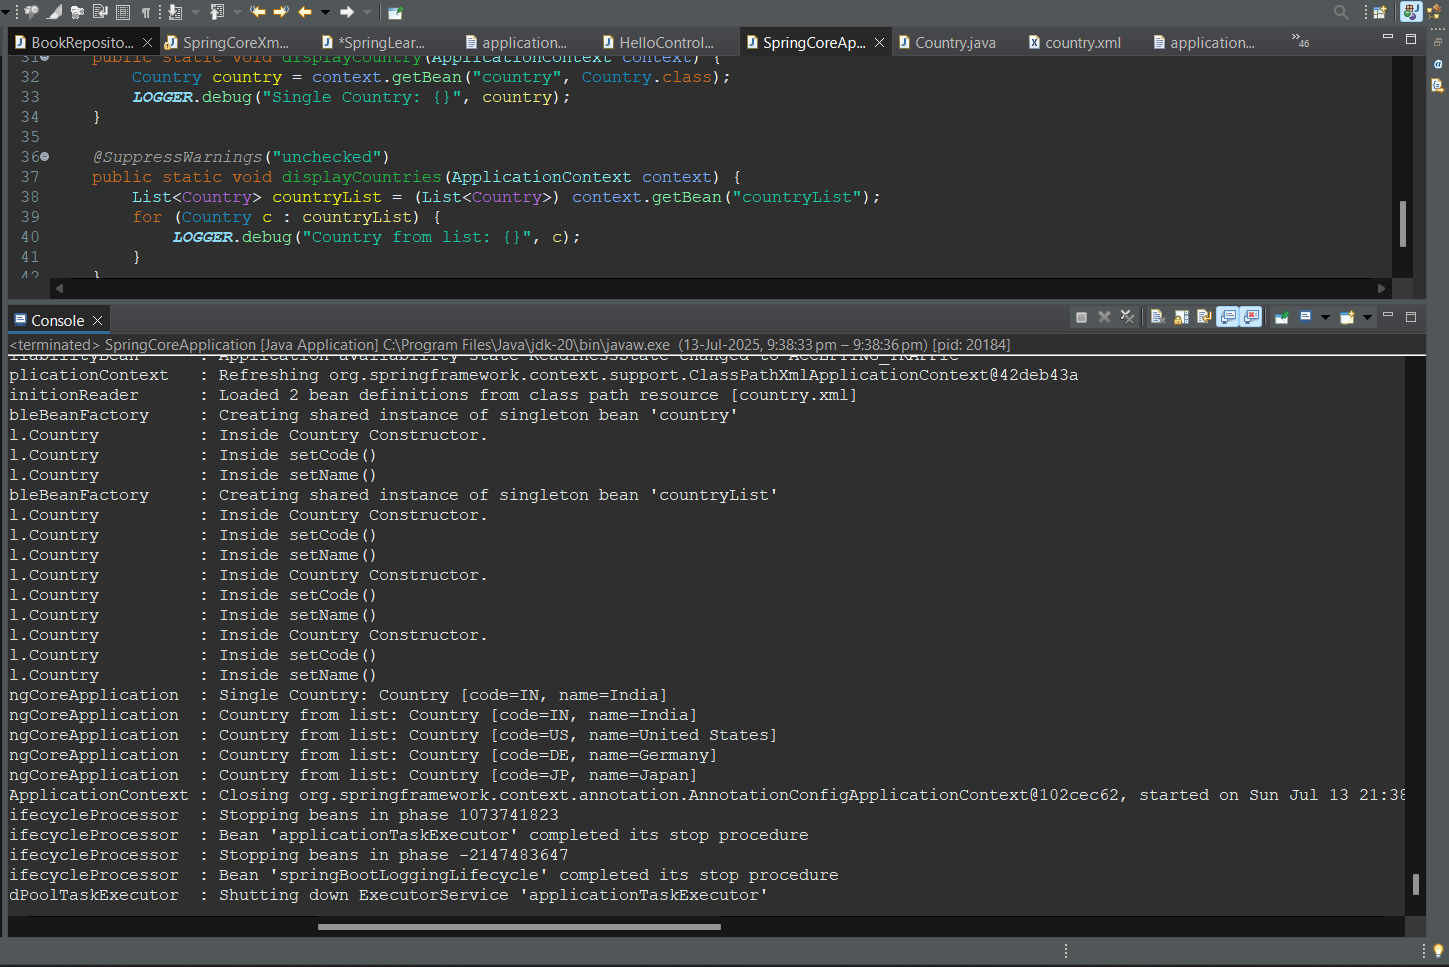 BookReposito...
SpringCoreXm...
*SpringLear...
application...
HelloControl...
SpringCoreAp...
Country.java
country.xml
application...
»46
31 public static void displayCountry(ApplicationContext context) {
32 Country country = context.getBean("country", Country.class);
33 LOGGER.debug("Single Country: {}", country);
34 }
35
36 @SuppressWarnings("unchecked")
37 public static void displayCountries(ApplicationContext context) {
38 List<Country> countryList = (List<Country>) context.getBean("countryList");
39 for (Country c : countryList) {
40 LOGGER.debug("Country from list: {}", c);
41 }
42 }
Console
<terminated> SpringCoreApplication [Java Application] C:\Program Files\Java\jdk-20\bin\javaw.exe (13-Jul-2025, 9:38:33 pm – 9:38:36 pm) [pid: 20184]
ilabilityBean : Application availability state ReadinessState changed to ACCEPTING_TRAFFIC
plicationContext : Refreshing org.springframework.context.support.ClassPathXmlApplicationContext@42deb43a
initionReader : Loaded 2 bean definitions from class path resource [country.xml]
bleBeanFactory : Creating shared instance of singleton bean 'country'
l.Country : Inside Country Constructor.
l.Country : Inside setCode()
l.Country : Inside setName()
bleBeanFactory : Creating shared instance of singleton bean 'countryList'
l.Country : Inside Country Constructor.
l.Country : Inside setCode()
l.Country : Inside setName()
l.Country : Inside Country Constructor.
l.Country : Inside setCode()
l.Country : Inside setName()
l.Country : Inside Country Constructor.
l.Country : Inside setCode()
l.Country : Inside setName()
ngCoreApplication : Single Country: Country [code=IN, name=India]
ngCoreApplication : Country from list: Country [code=IN, name=India]
ngCoreApplication : Country from list: Country [code=US, name=United States]
ngCoreApplication : Country from list: Country [code=DE, name=Germany]
ngCoreApplication : Country from list: Country [code=JP, name=Japan]
ApplicationContext : Closing org.springframework.context.annotation.AnnotationConfigApplicationContext@102cec62, started on Sun Jul 13 21:38
ifecycleProcessor : Stopping beans in phase 1073741823
ifecycleProcessor : Bean 'applicationTaskExecutor' completed its stop procedure
ifecycleProcessor : Stopping beans in phase -2147483647
ifecycleProcessor : Bean 'springBootLoggingLifecycle' completed its stop procedure
dPoolTaskExecutor : Shutting down ExecutorService 'applicationTaskExecutor'